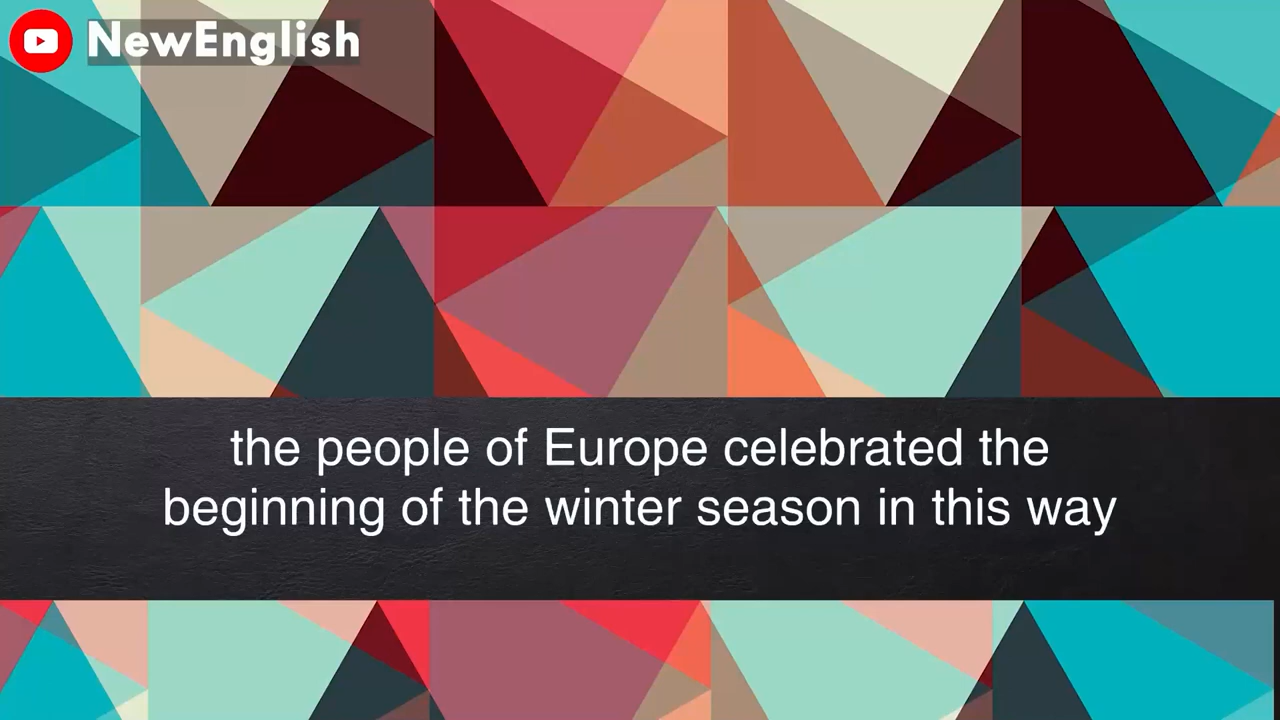 NewEnglish
the people of Europe celebrated the
beginning of the winter season in this way